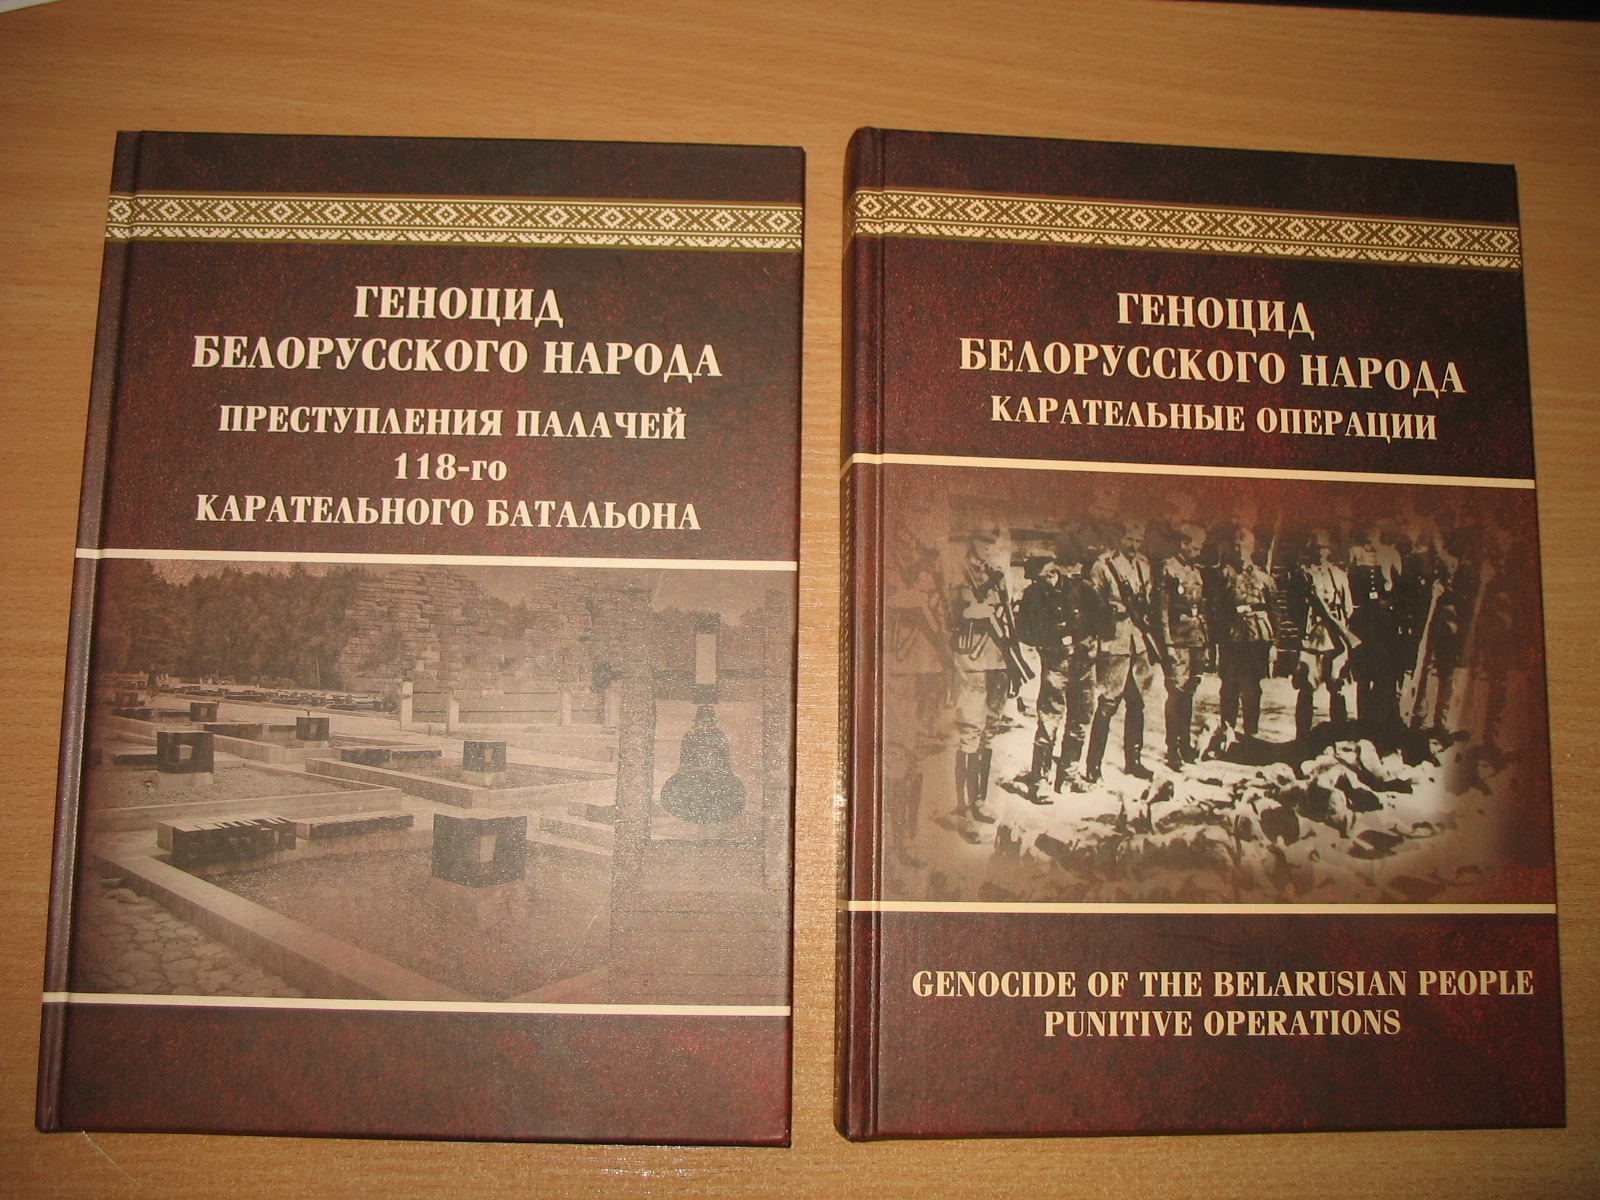 ГЕНОЦИД
БЕЛОРУССКОГО НАРОДА
ПРЕСТУПЛЕНИЯ ПАЛАЧЕЙ
118-го
КАРАТЕЛЬНОГО БАТАЛЬОНА
ГЕНОЦИД
БЕЛОРУССКОГО НАРОДА
КАРАТЕЛЬНЫЕ ОПЕРАЦИИ
GENOCIDE OF THE BELARUSIAN PEOPLE
PUNITIVE OPERATIONS